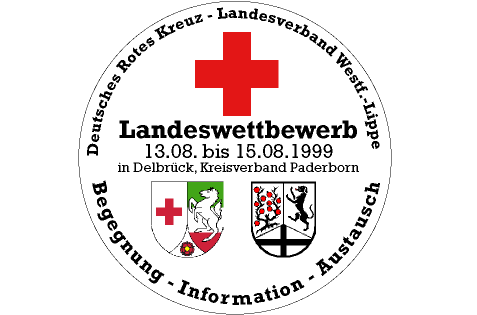 Deutsches Rotes Kreuz - Landesverband Westf.-Lippe
Landeswettbewerb
13.08. bis 15.08.1999
in Delbrück, Kreisverband Paderborn
Begegnung - Information - Austausch